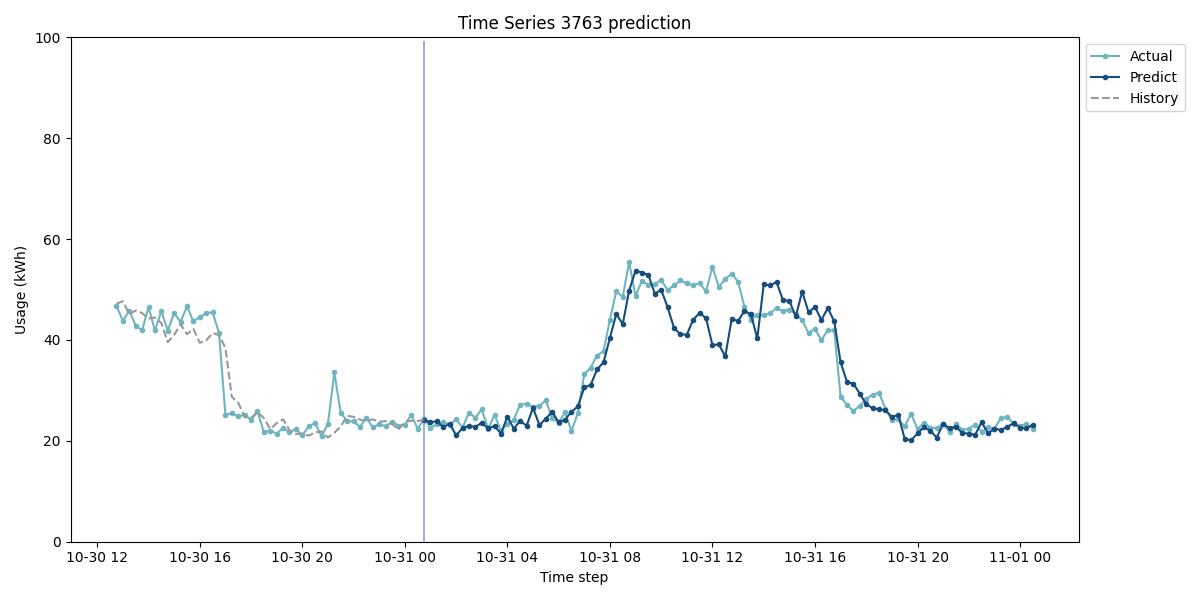 Time Series 3763 prediction
100
80
60
40
20
0
Usage (kWh)
10-30 12
10-30 16
10-30 20
10-31 00
10-31 04
10-31 08
10-31 12
10-31 16
10-31 20
11-01 00
Time step
Actual
Predict
History